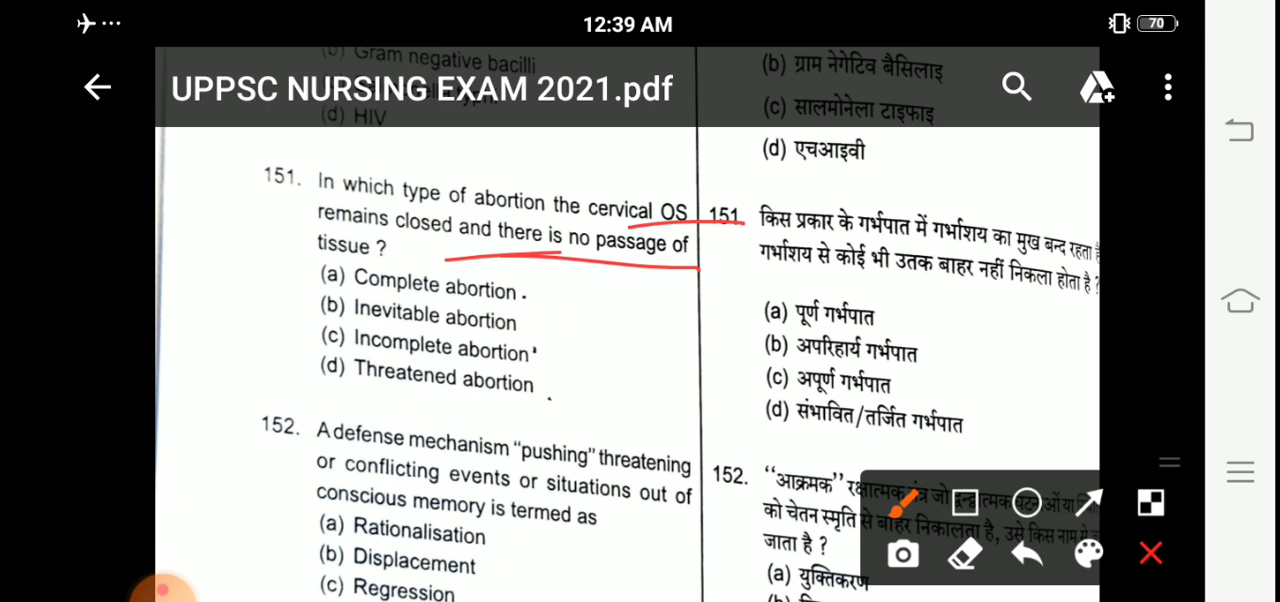 12:39 AM
70
UPPSC NURSING EXAM 2021.pdf
(b) Gram negative bacilli
(d) HIV
151. In which type of abortion the cervical OS
remains closed and there is no passage of
tissue ?
(a) Complete abortion
(b) Inevitable abortion
(c) Incomplete abortion
(d) Threatened abortion
152. A defense mechanism “pushing” threatening
or conflicting events or situations out of
conscious memory is termed as
(a) Rationalisation
(b) Displacement
(c) Regression
(b) ग्राम नेगेटिव बैसिलाइ
(c) सालमोनेला टाइफाइ
(d) एचआइवी
151. किस प्रकार के गर्भपात में गर्भाशय का मुख बन्द रहता
गर्भाशय से कोई भी उतक बाहर नहीं निकला होता है ?
(a) पूर्ण गर्भपात
(b) अपरिहार्य गर्भपात
(c) अपूर्ण गर्भपात
(d) संभावित/तर्जित गर्भपात
152. “आक्रमक” रक्षात्मक जो द्वन्द्वात्मक
को चेतन स्मृति से बाहर निकालता है, उसे किस नाम से
जाता है ?
(a) युक्तिकरण